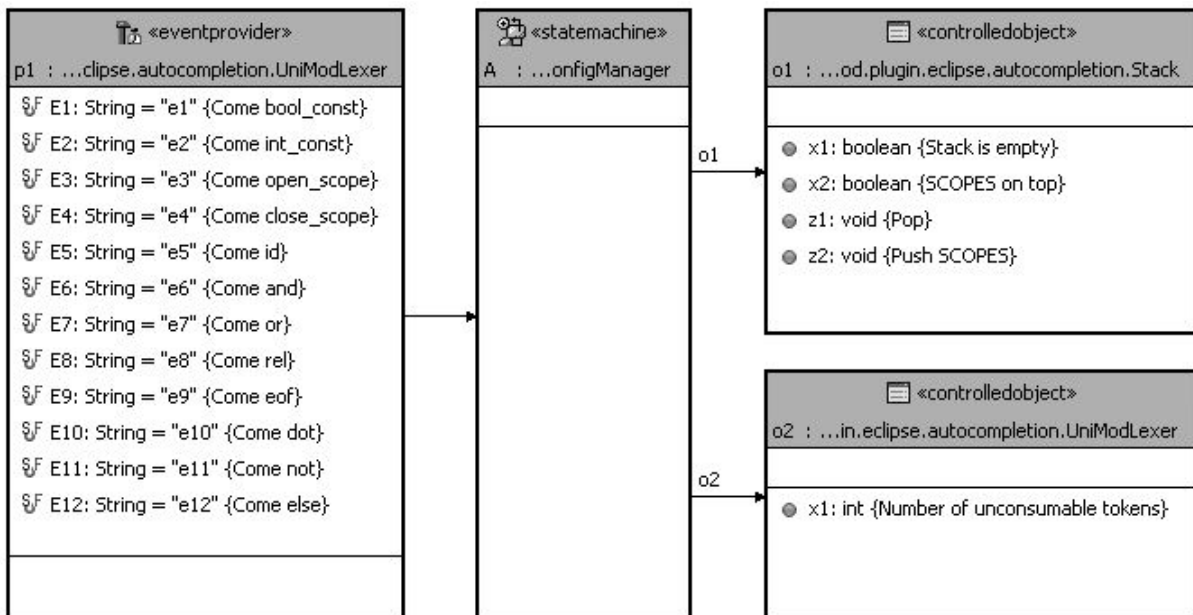 «eventprovider»
p1 : ...clipse.autocompletion.UniModLexer
E1: String = "e1" {Come bool_const}
E2: String = "e2" {Come int_const}
E3: String = "e3" {Come open_scope}
E4: String = "e4" {Come close_scope}
E5: String = "e5" {Come id}
E6: String = "e6" {Come and}
E7: String = "e7" {Come or}
E8: String = "e8" {Come rel}
E9: String = "e9" {Come eof}
E10: String = "e10" {Come dot}
E11: String = "e11" {Come not}
E12: String = "e12" {Come else}
«statemachine»
A : ...onfigManager
o1
o2
«controlledobject»
o1 : ...od.plugin.eclipse.autocompletion.Stack
x1: boolean {Stack is empty}
x2: boolean {SCOPES on top}
z1: void {Pop}
z2: void {Push SCOPES}
«controlledobject»
o2 : ...in.eclipse.autocompletion.UniModLexer
x1: int {Number of unconsumable tokens}